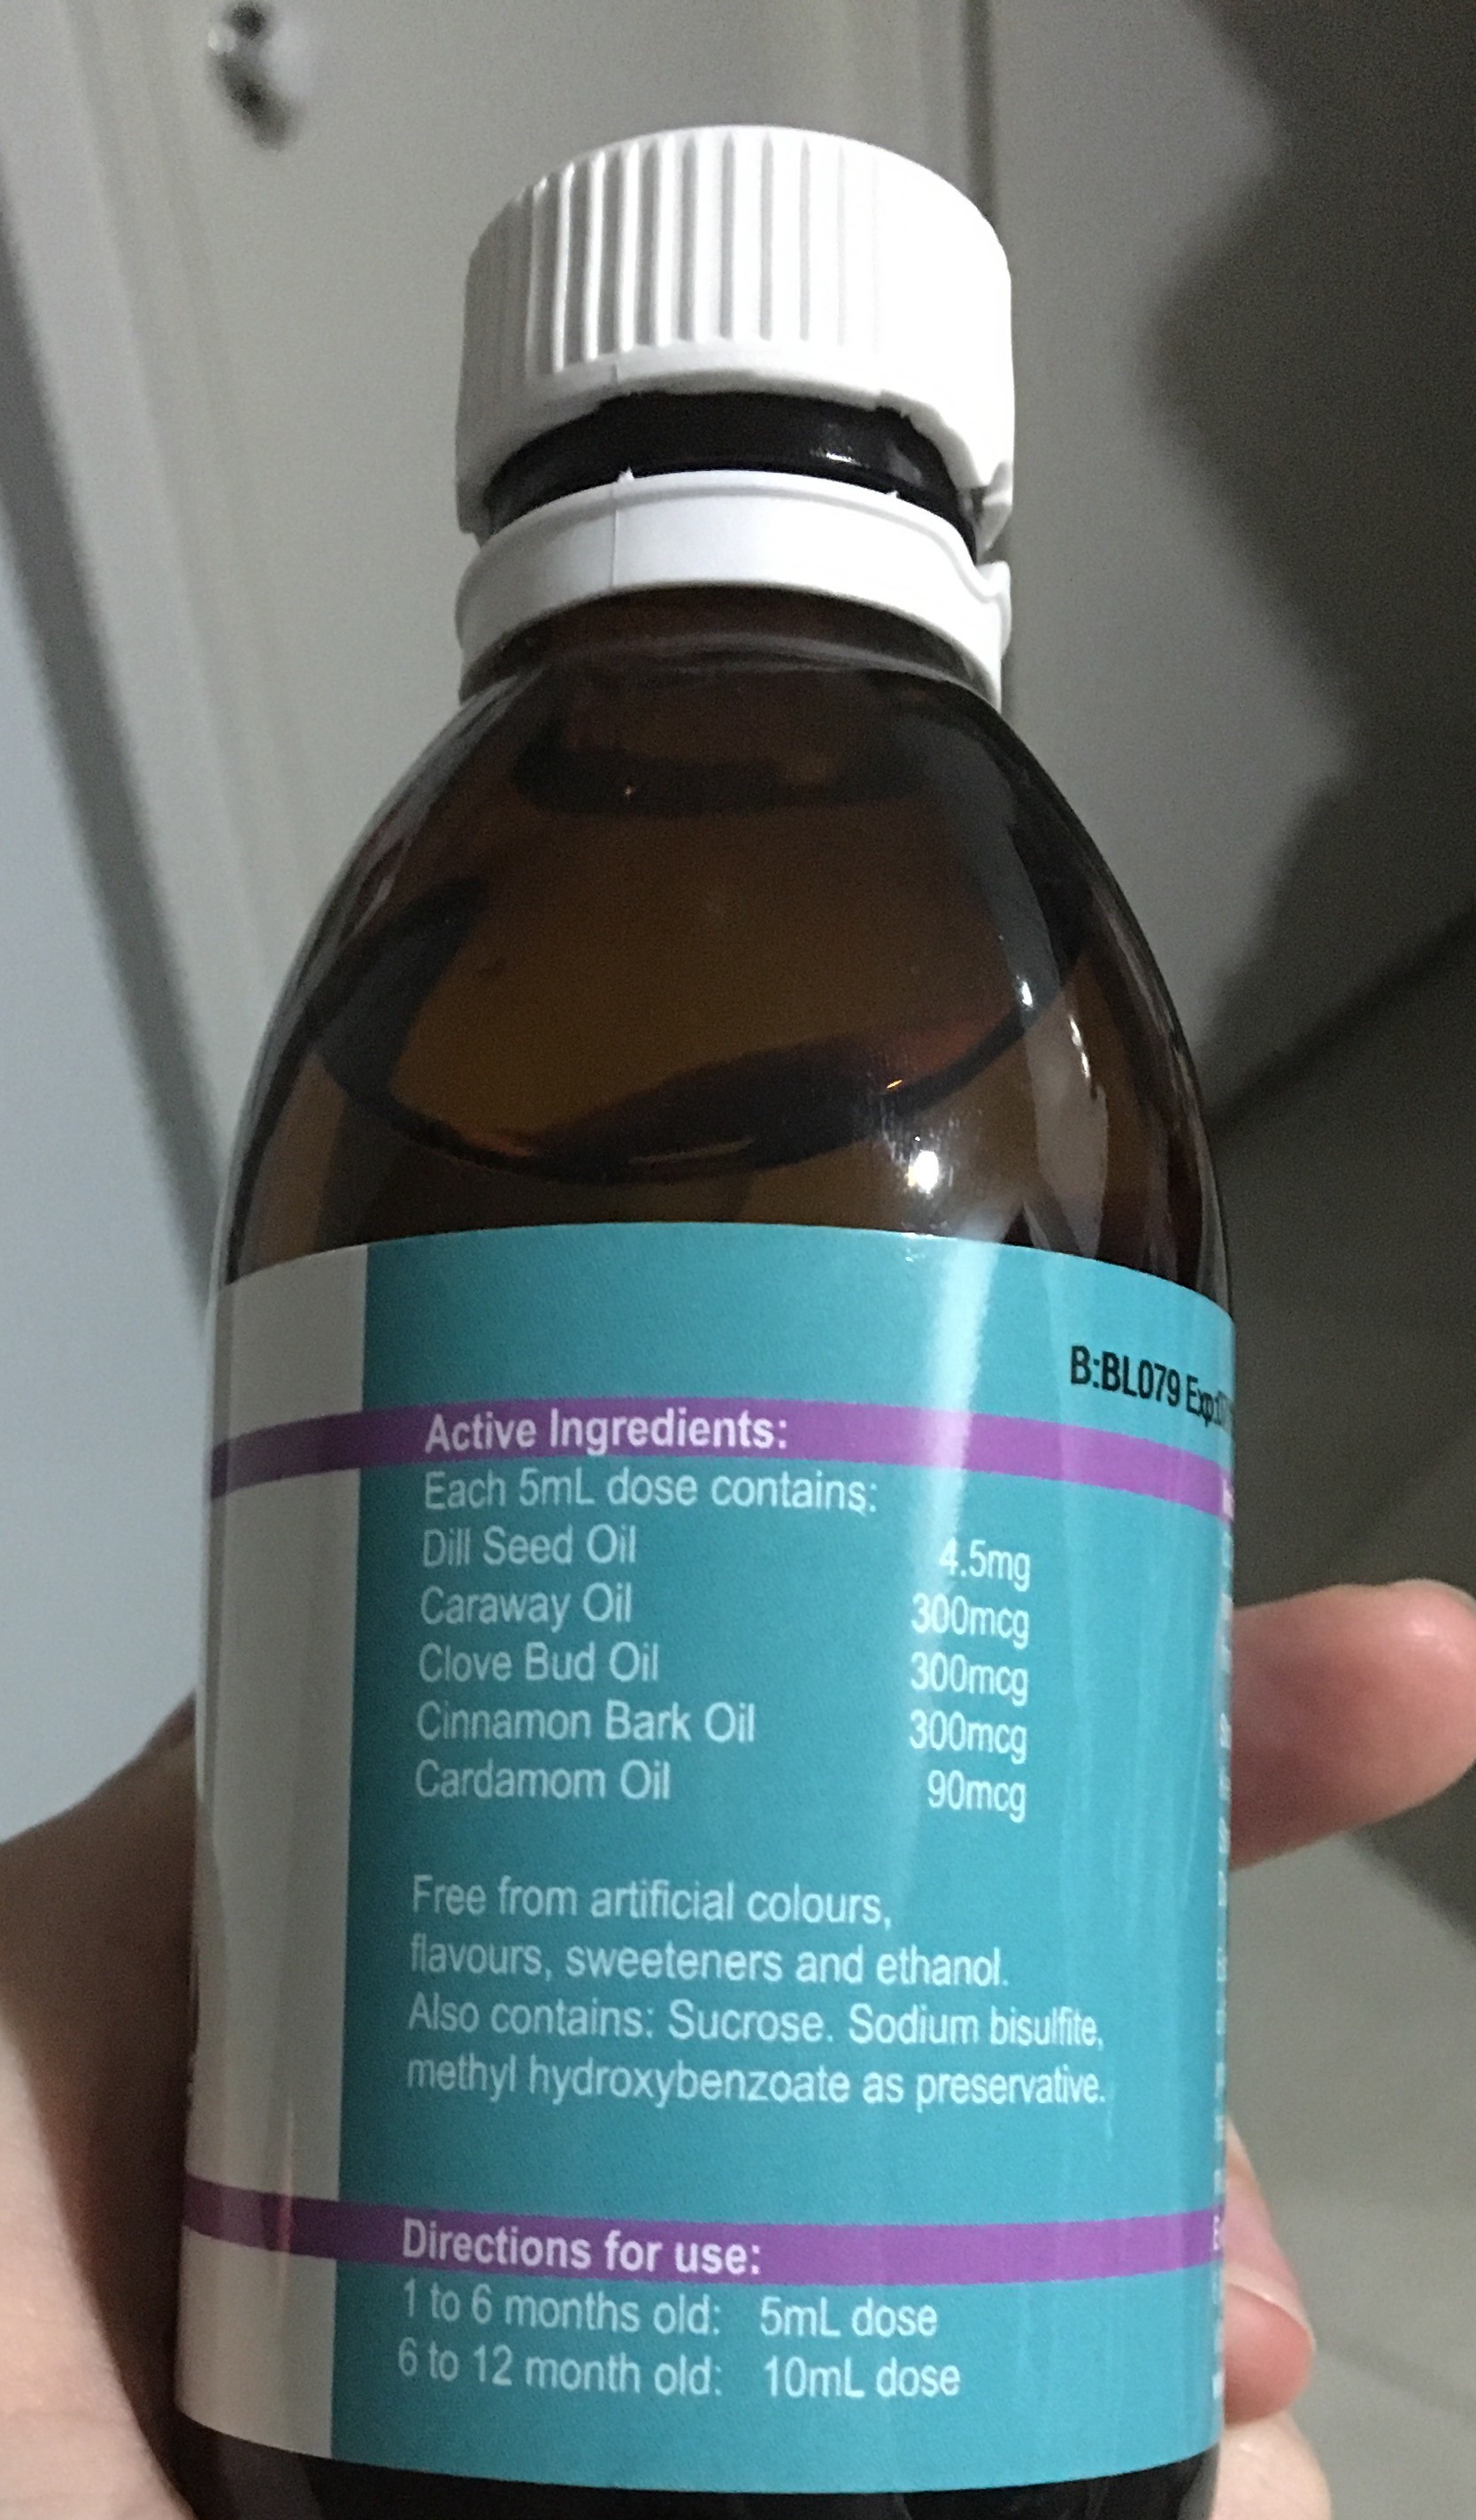 B:BL079 Exp:
Active Ingredients:
Each 5mL dose contains:
Dill Seed Oil 4.5mg
Caraway Oil 300mcg
Clove Bud Oil 300mcg
Cinnamon Bark Oil 300mcg
Cardamom Oil 90mcg
Free from artificial colours,
flavours, sweeteners and ethanol.
Also contains: Sucrose. Sodium bisulfite,
methyl hydroxybenzoate as preservative.
Directions for use:
1 to 6 months old: 5mL dose
6 to 12 month old: 10mL dose